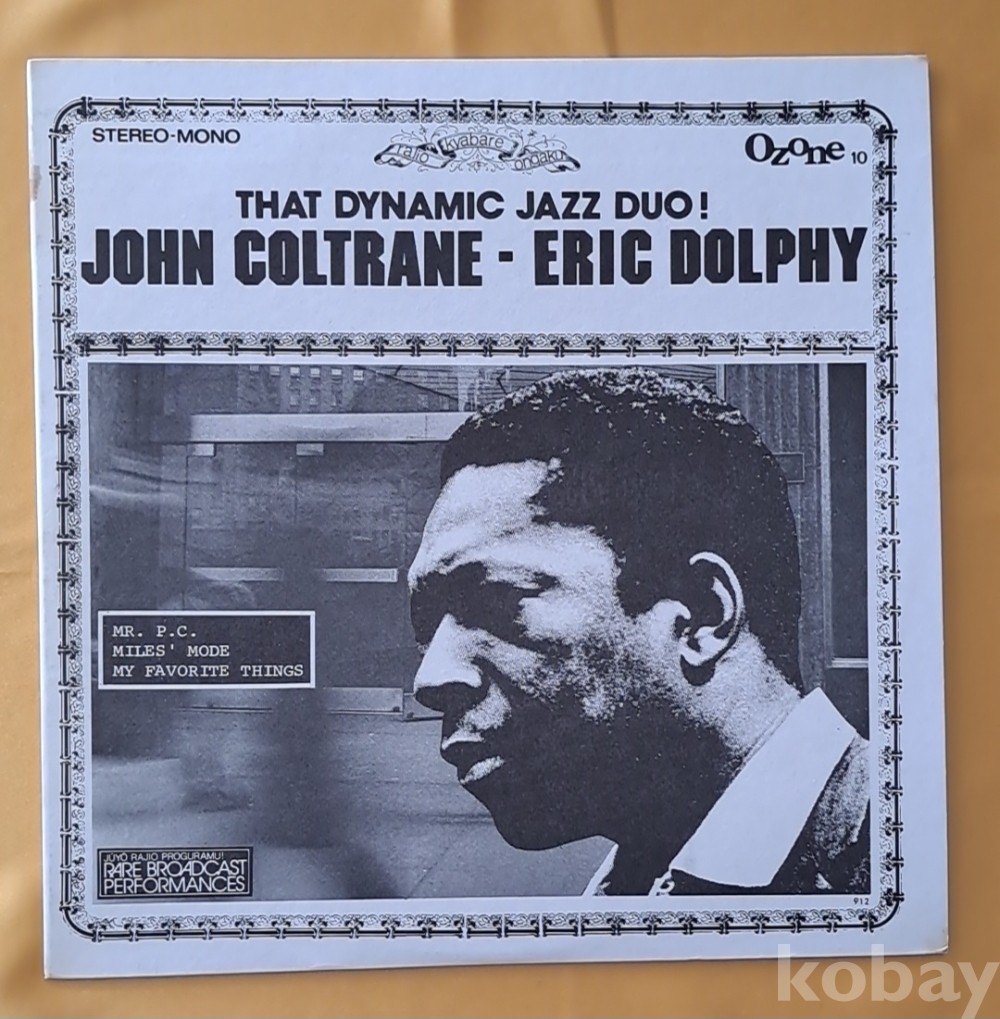 STEREO-MONO
rajio kyabare ongaku
Ozone 10
THAT DYNAMIC JAZZ DUO!
JOHN COLTRANE - ERIC DOLPHY
MR. P.C.
MILES' MODE
MY FAVORITE THINGS
JŪYŌ RAJIO PROGURAMU!
RARE BROADCAST
PERFORMANCES
912
kobay